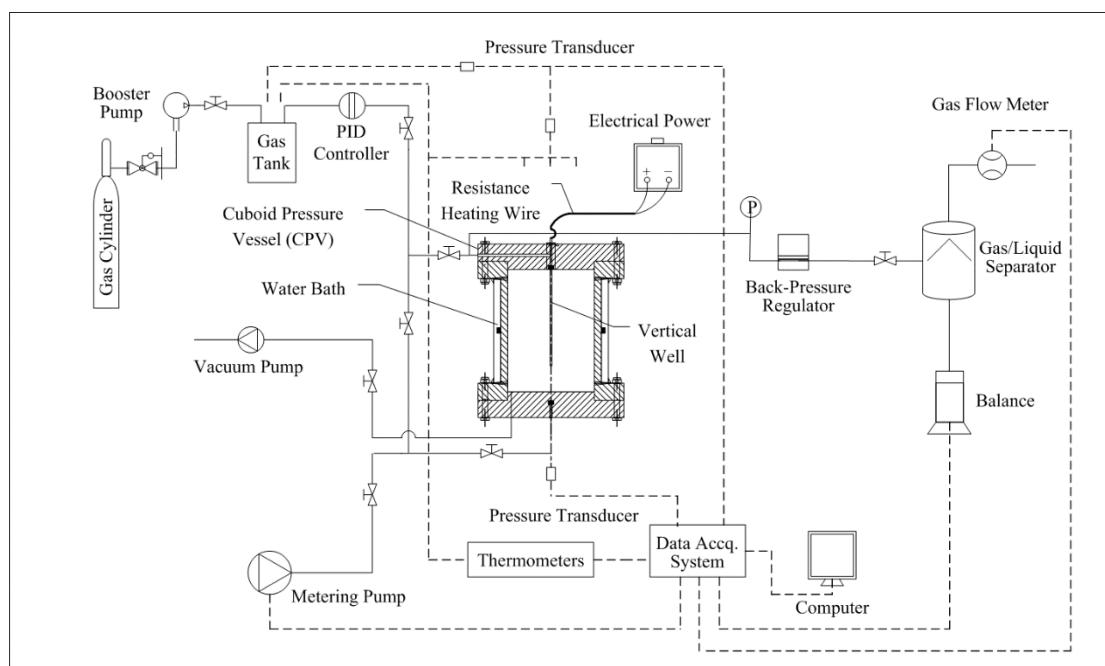 Pressure Transducer
Booster
Pump
Gas Flow Meter
PID
Controller
Gas
Tank
Electrical Power
+ −
Resistance
Heating Wire
Gas Cylinder
Cuboid Pressure
Vessel (CPV)
P
Gas/Liquid
Separator
Back-Pressure
Regulator
Water Bath
Vertical
Well
Vacuum Pump
Balance
Pressure Transducer
Thermometers
Data Accq.
System
Metering Pump
Computer